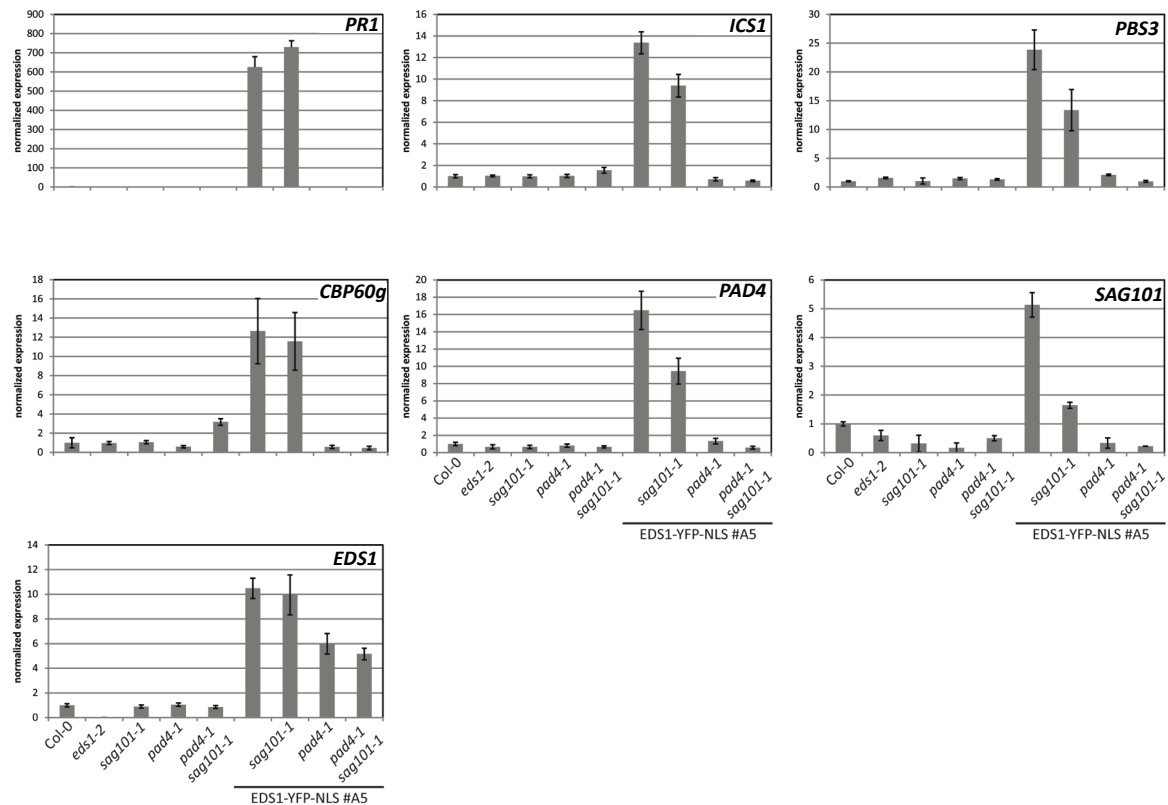 PR1
normalized expression
900
800
700
600
500
400
300
200
100
0
ICS1
normalized expression
16
14
12
10
8
6
4
2
0
PBS3
normalized expression
30
25
20
15
10
5
0
CBP60g
normalized expression
18
16
14
12
10
8
6
4
2
0
PAD4
normalized expression
20
18
16
14
12
10
8
6
4
2
0
Col-0
eds1-2
sag101-1
pad4-1
pad4-1
sag101-1
sag101-1
pad4-1
pad4-1
sag101-1
EDS1-YFP-NLS #A5
SAG101
normalized expression
6
5
4
3
2
1
0
Col-0
eds1-2
sag101-1
pad4-1
pad4-1
sag101-1
sag101-1
pad4-1
pad4-1
sag101-1
EDS1-YFP-NLS #A5
EDS1
normalized expression
14
12
10
8
6
4
2
0
Col-0
eds1-2
sag101-1
pad4-1
pad4-1
sag101-1
sag101-1
pad4-1
pad4-1
sag101-1
EDS1-YFP-NLS #A5